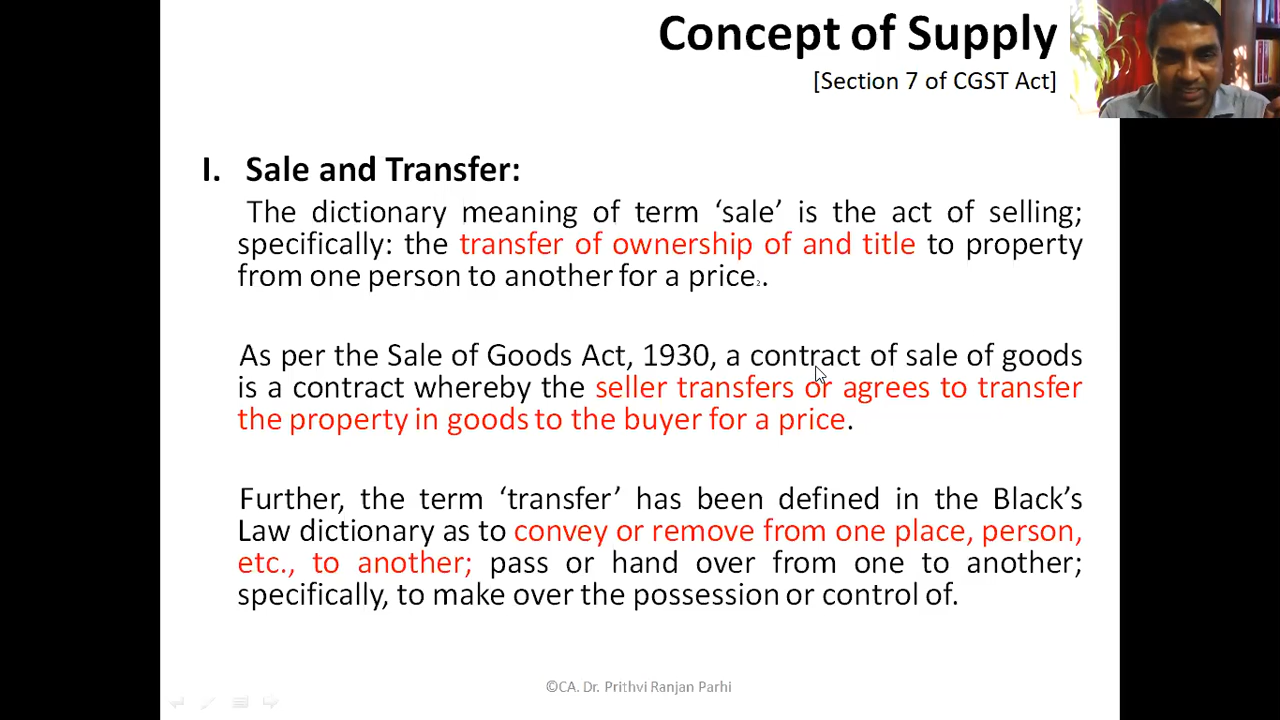 Concept of Supply
[Section 7 of CGST Act]
I. Sale and Transfer:
The dictionary meaning of term ‘sale’ is the act of selling;
specifically: the transfer of ownership of and title to property
from one person to another for a price2.
As per the Sale of Goods Act, 1930, a contract of sale of goods
is a contract whereby the seller transfers or agrees to transfer
the property in goods to the buyer for a price.
Further, the term ‘transfer’ has been defined in the Black’s
Law dictionary as to convey or remove from one place, person,
etc., to another; pass or hand over from one to another;
specifically, to make over the possession or control of.
©CA. Dr. Prithvi Ranjan Parhi